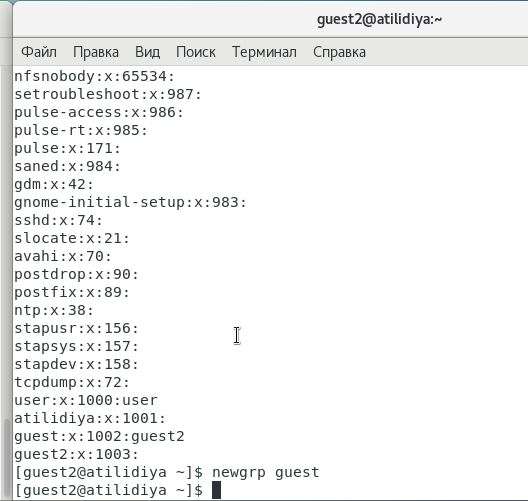 guest2@atilidiya:~
Файл Правка Вид Поиск Терминал Справка
nfsnobody:x:65534:
setroubleshoot:x:987:
pulse-access:x:986:
pulse-rt:x:985:
pulse:x:171:
saned:x:984:
gdm:x:42:
gnome-initial-setup:x:983:
sshd:x:74:
slocate:x:21:
avahi:x:70:
postdrop:x:90:
postfix:x:89:
ntp:x:38:
stapusr:x:156:
stapsys:x:157:
stapdev:x:158:
tcpdump:x:72:
user:x:1000:user
atilidiya:x:1001:
guest:x:1002:guest2
guest2:x:1003:
[guest2@atilidiya ~]$ newgrp guest
[guest2@atilidiya ~]$